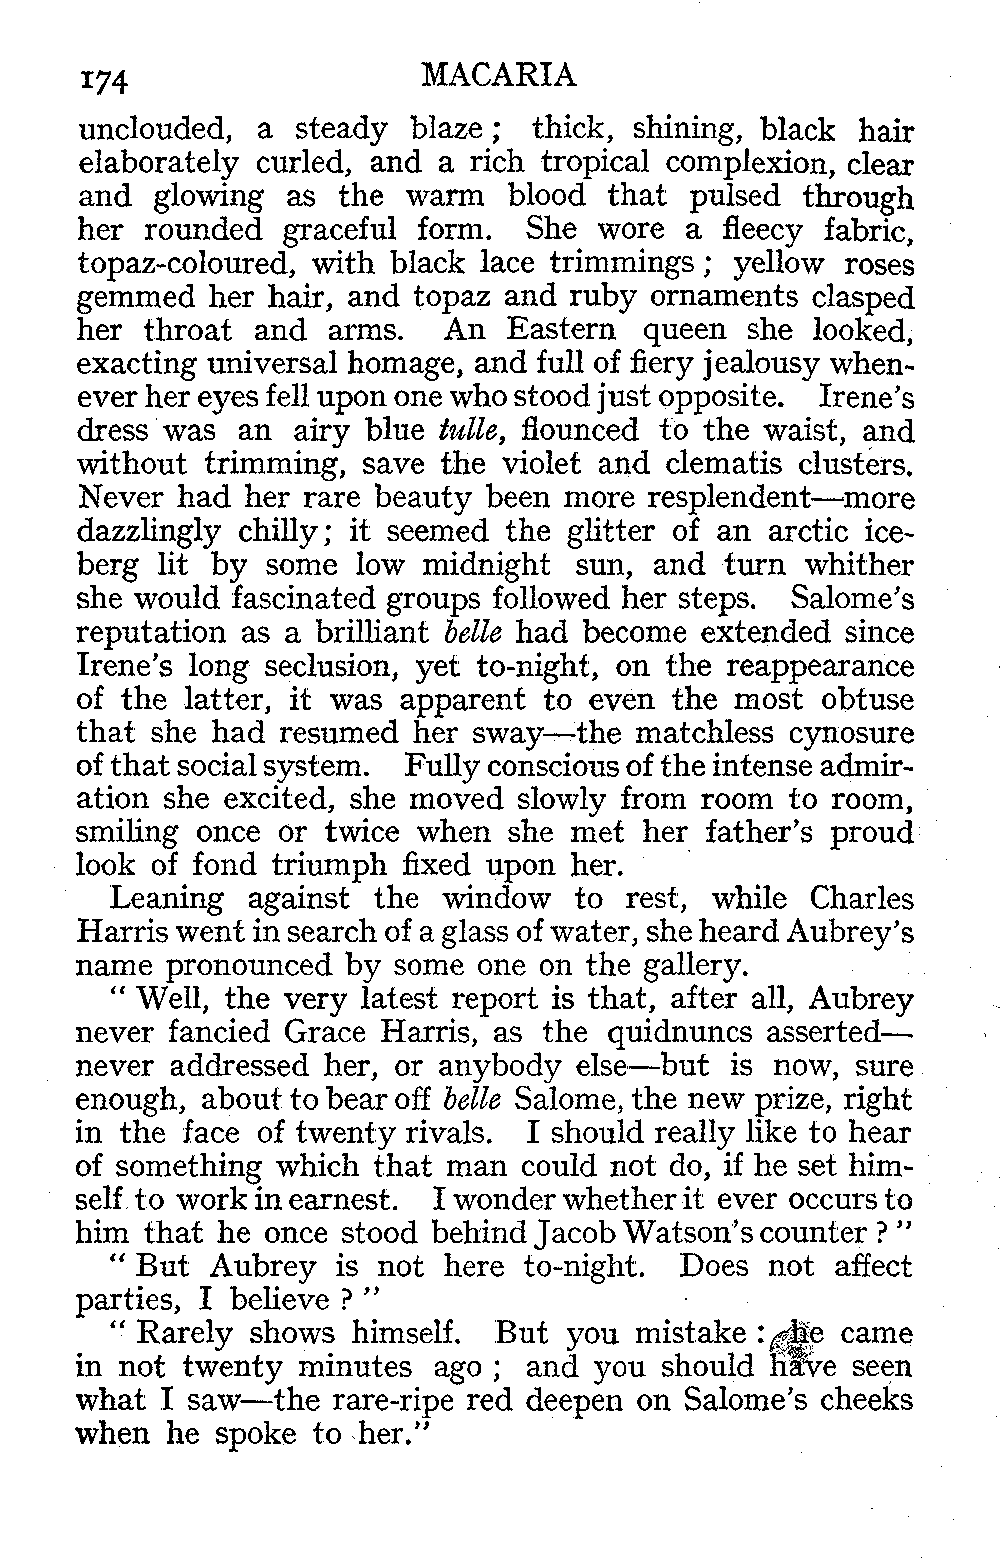 174 MACARIA
unclouded, a steady blaze ; thick, shining, black hair
elaborately curled, and a rich tropical complexion, clear
and glowing as the warm blood that pulsed through
her rounded graceful form. She wore a fleecy fabric,
topaz-coloured, with black lace trimmings ; yellow roses
gemmed her hair, and topaz and ruby ornaments clasped
her throat and arms. An Eastern queen she looked,
exacting universal homage, and full of fiery jealousy when-
ever her eyes fell upon one who stood just opposite. Irene's
dress was an airy blue tulle, flounced to the waist, and
without trimming, save the violet and clematis clusters.
Never had her rare beauty been more resplendent—more
dazzlingly chilly; it seemed the glitter of an arctic ice-
berg lit by some low midnight sun, and turn whither
she would fascinated groups followed her steps. Salome's
reputation as a brilliant belle had become extended since
Irene's long seclusion, yet to-night, on the reappearance
of the latter, it was apparent to even the most obtuse
that she had resumed her sway—the matchless cynosure
of that social system. Fully conscious of the intense admir-
ation she excited, she moved slowly from room to room,
smiling once or twice when she met her father's proud
look of fond triumph fixed upon her.
Leaning against the window to rest, while Charles
Harris went in search of a glass of water, she heard Aubrey's
name pronounced by some one on the gallery.
" Well, the very latest report is that, after all, Aubrey
never fancied Grace Harris, as the quidnuncs asserted—
never addressed her, or anybody else—but is now, sure
enough, about to bear off belle Salome, the new prize, right
in the face of twenty rivals. I should really like to hear
of something which that man could not do, if he set him-
self to work in earnest. I wonder whether it ever occurs to
him that he once stood behind Jacob Watson's counter ? "
" But Aubrey is not here to-night. Does not affect
parties, I believe ? "
" Rarely shows himself. But you mistake : he came
in not twenty minutes ago ; and you should have seen
what I saw—the rare-ripe red deepen on Salome's cheeks
when he spoke to her."